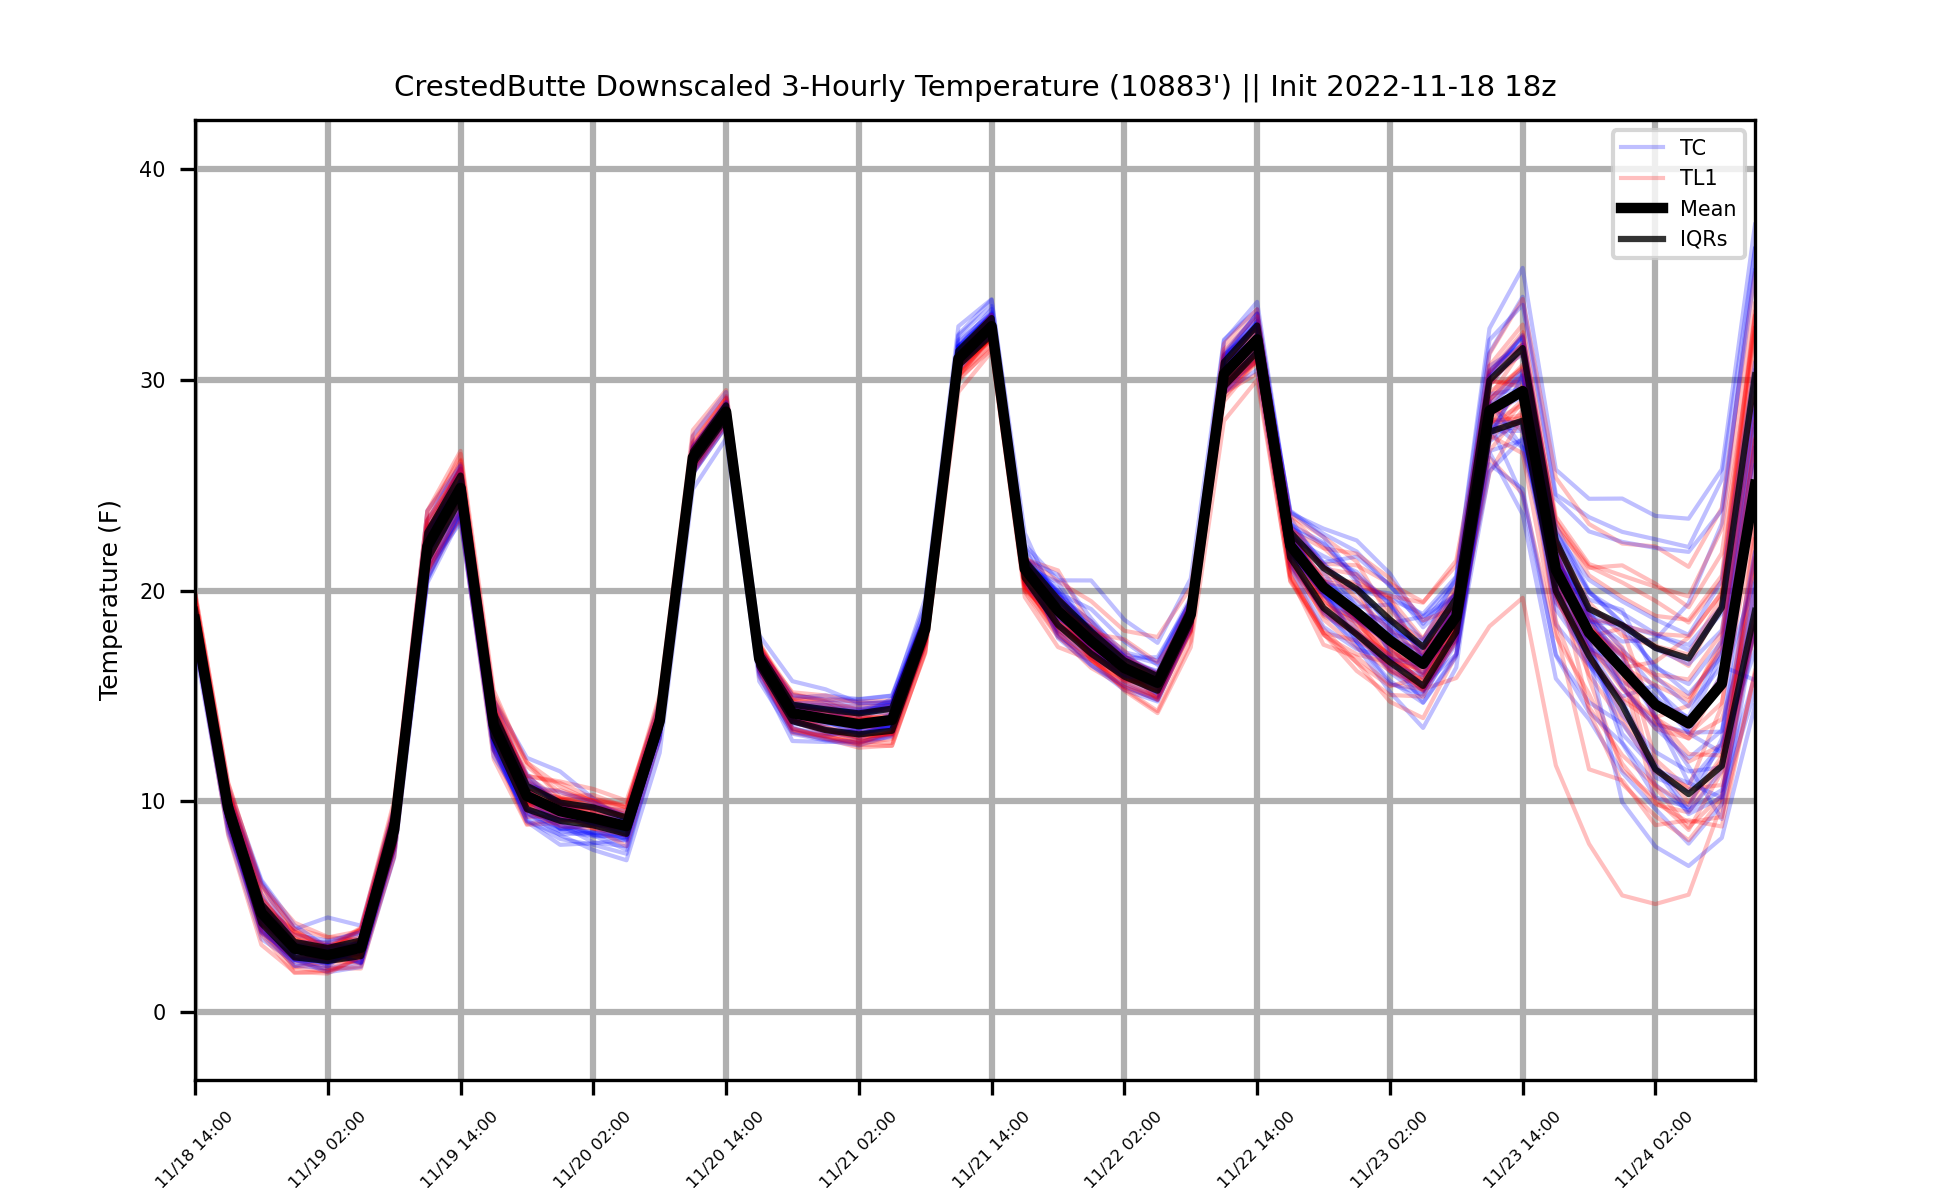 CrestedButte Downscaled 3-Hourly Temperature (10883') || Init 2022-11-18 18z
TC
TL1
Mean
IQRs
Temperature (F)
40
30
20
10
0
11/18 14:00
11/19 02:00
11/19 14:00
11/20 02:00
11/20 14:00
11/21 02:00
11/21 14:00
11/22 02:00
11/22 14:00
11/23 02:00
11/23 14:00
11/24 02:00